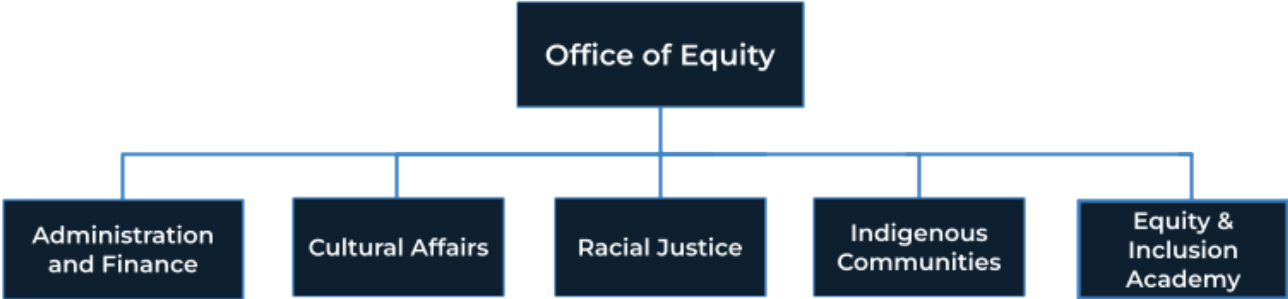 Office of Equity
Administration
and Finance
Cultural Affairs
Racial Justice
Indigenous
Communities
Equity &
Inclusion
Academy